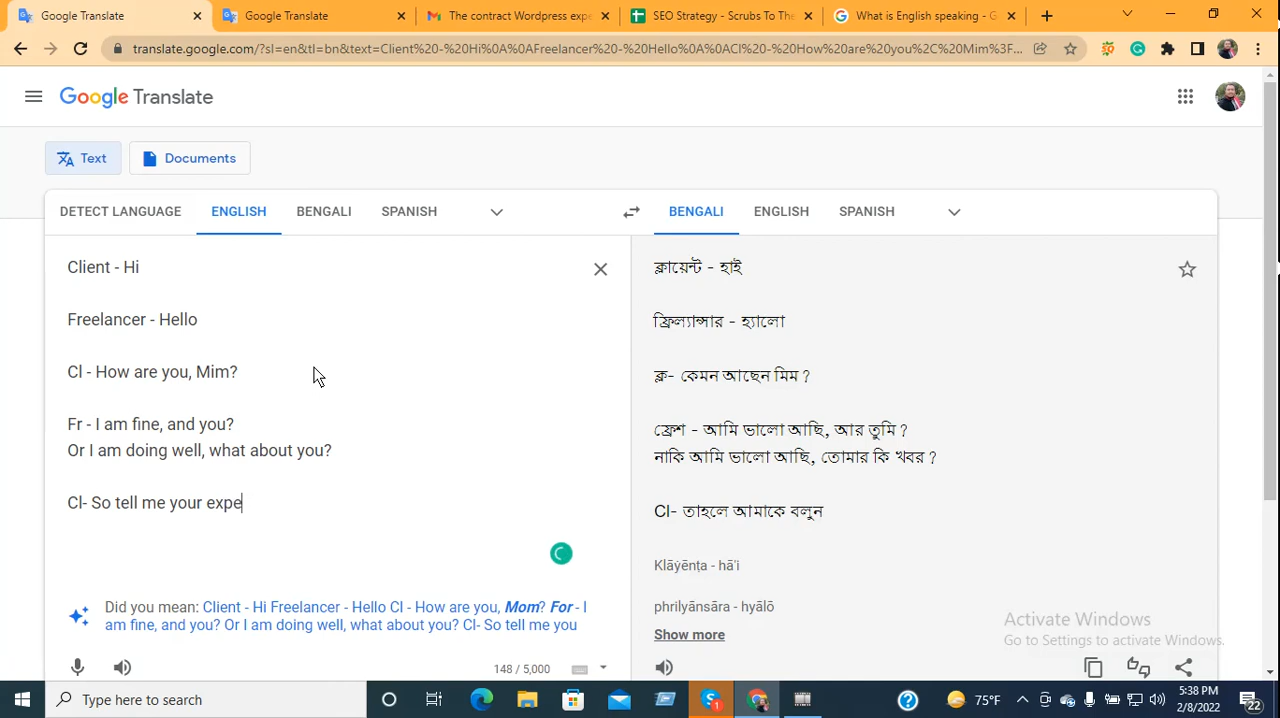 Google Translate
Google Translate
The contract Wordpress expe
SEO Strategy - Scrubs To The
What is English speaking - G
translate.google.com/?sl=en&tl=bn&text=Client%20-%20Hi%0A%0AFreelancer%20-%20Hello%0A%0ACl%20-%20How%20are%20you%2C%20Mim%3F...
Google Translate
Text
Documents
DETECT LANGUAGE ENGLISH BENGALI SPANISH
BENGALI ENGLISH SPANISH
Client - Hi
Freelancer - Hello
Cl - How are you, Mim?
Fr - I am fine, and you?
Or I am doing well, what about you?
Cl- So tell me your expe
Did you mean: Client - Hi Freelancer - Hello Cl - How are you, Mom? For - I
am fine, and you? Or I am doing well, what about you? Cl- So tell me you
148 / 5,000
ক্লায়েন্ট - হাই
ফ্রিল্যান্সার - হ্যালো
ক্ল- কেমন আছেন মিম ?
ফ্রেশ - আমি ভালো আছি, আর তুমি ?
নাকি আমি ভালো আছি, তোমার কি খবর ?
Cl- তাহলে আমাকে বলুন
Klāẏēnṭa - hā'i
phrilyānsāra - hyālō
Show more
Activate Windows
Go to Settings to activate Windows.
Type here to search
1
75°F
5:38 PM
2/8/2022
22